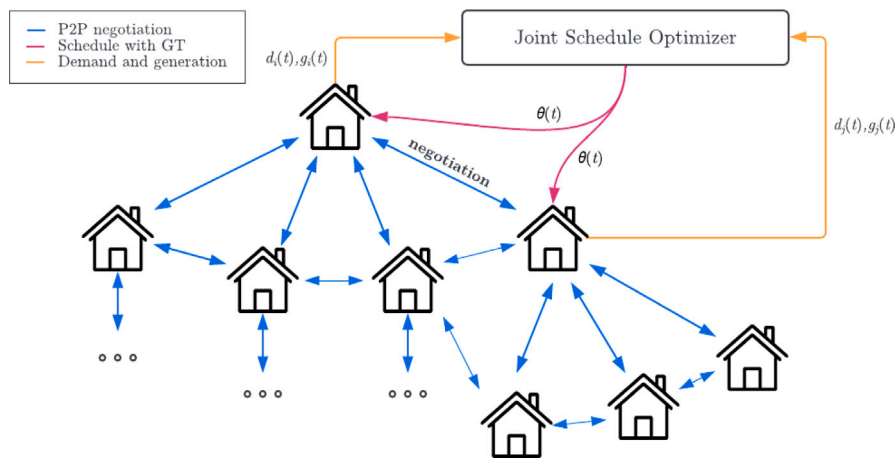 P2P negotiation
Schedule with GT
Demand and generation
d_i(t),g_i(t)
Joint Schedule Optimizer
θ(t)
θ(t)
d_j(t),g_j(t)
negotiation